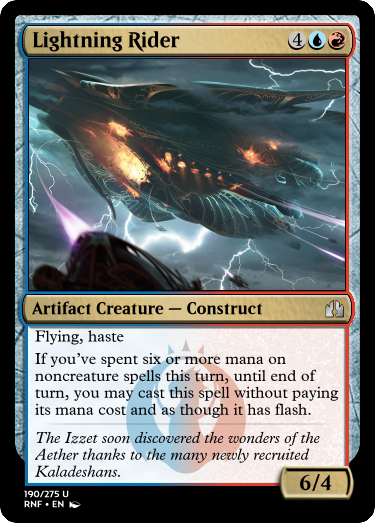 Lightning Rider 4
Artifact Creature — Construct
Flying, haste
If you've spent six or more mana on
noncreature spells this turn, until end of
turn, you may cast this spell without paying
its mana cost and as though it has flash.
The Izzet soon discovered the wonders of the
Aether thanks to the many newly recruited
Kaladeshans.
6/4
190/275 U
RNF • EN